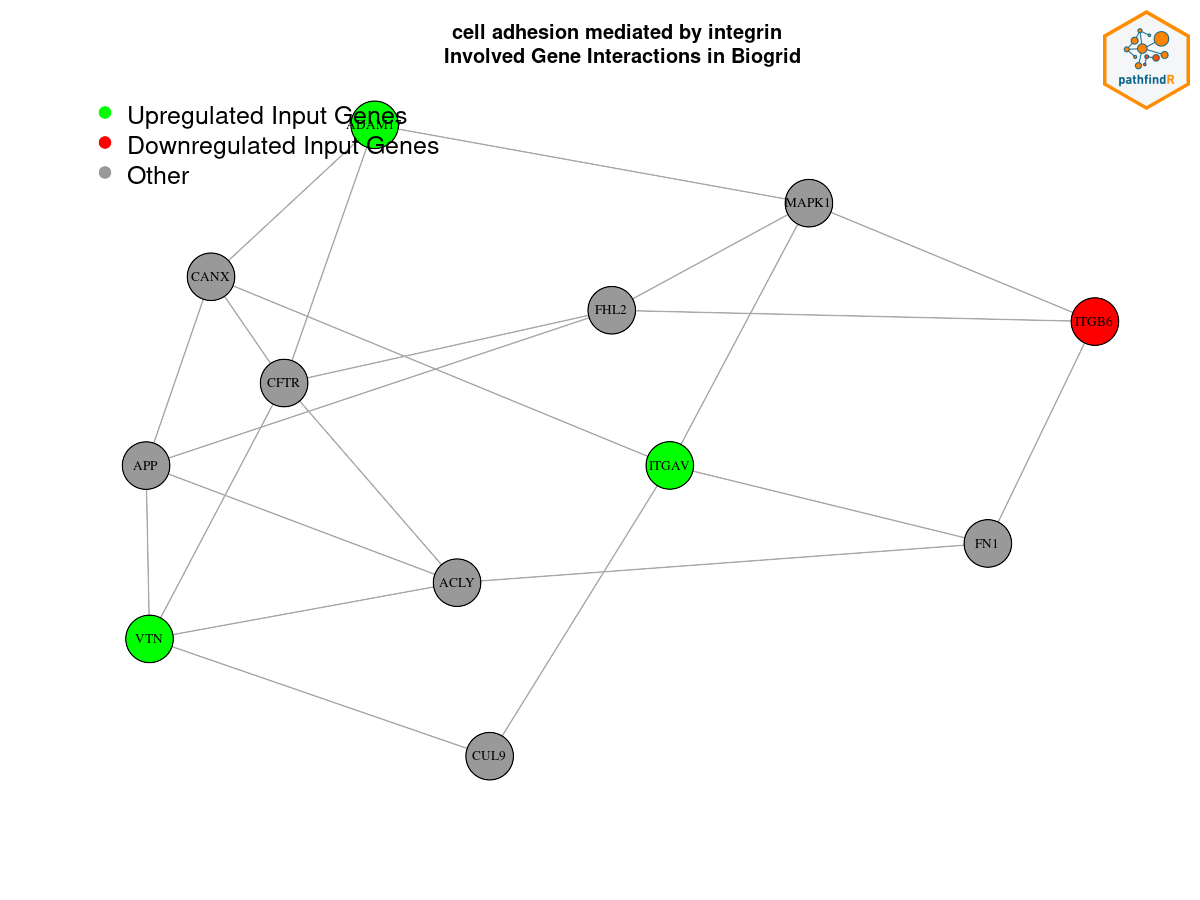 cell adhesion mediated by integrin
Involved Gene Interactions in Biogrid
pathfindR
Upregulated Input Genes
Downregulated Input Genes
Other
MAPK1
CANX
FHL2
ITGB6
CFTR
APP
ITGAV
FN1
ACLY
VTN
CUL9